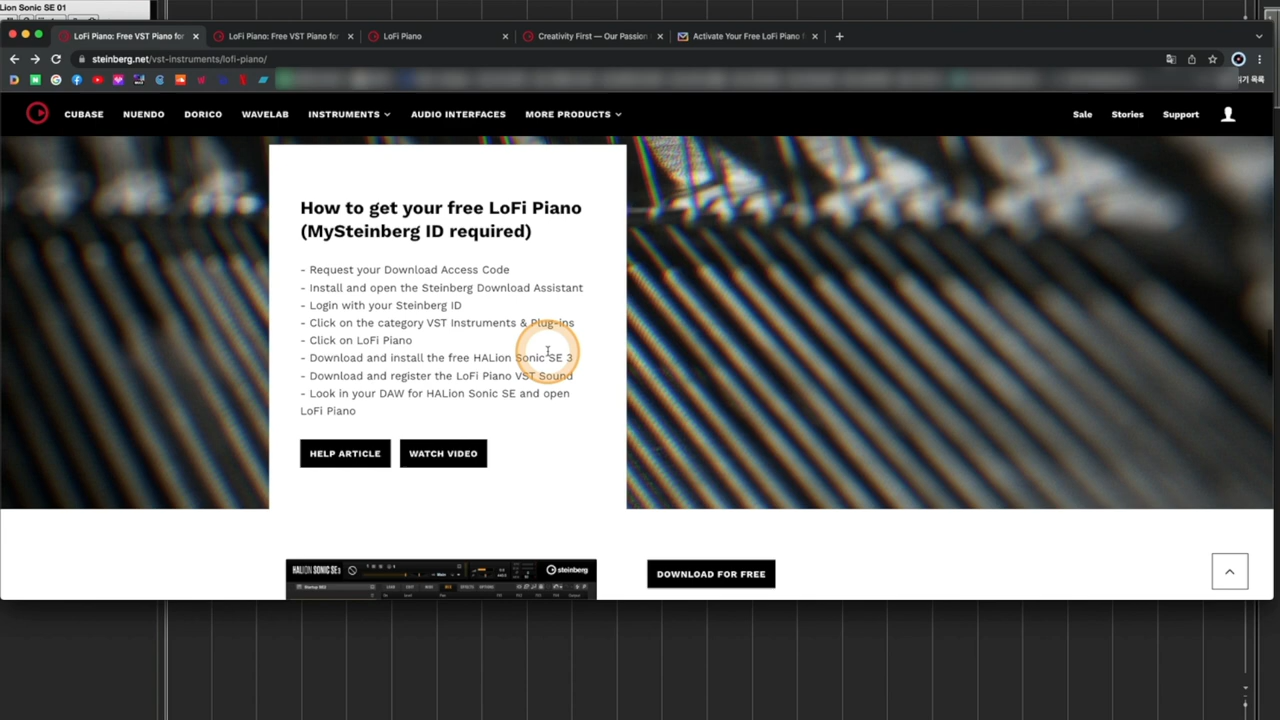 Lion Sonic SE 01
LoFi Piano: Free VST Piano for
LoFi Piano: Free VST Piano for
LoFi Piano
Creativity First — Our Passion
Activate Your Free LoFi Piano
steinberg.net/vst-instruments/lofi-piano/
CUBASE NUENDO DORICO WAVELAB INSTRUMENTS AUDIO INTERFACES MORE PRODUCTS Sale Stories Support
How to get your free LoFi Piano
(MySteinberg ID required)
- Request your Download Access Code
- Install and open the Steinberg Download Assistant
- Login with your Steinberg ID
- Click on the category VST Instruments & Plug-ins
- Click on LoFi Piano
- Download and install the free HALion Sonic SE 3
- Download and register the LoFi Piano VST Sound
- Look in your DAW for HALion Sonic SE and open
LoFi Piano
HELP ARTICLE WATCH VIDEO
HALION SONIC SE3 steinberg
DOWNLOAD FOR FREE